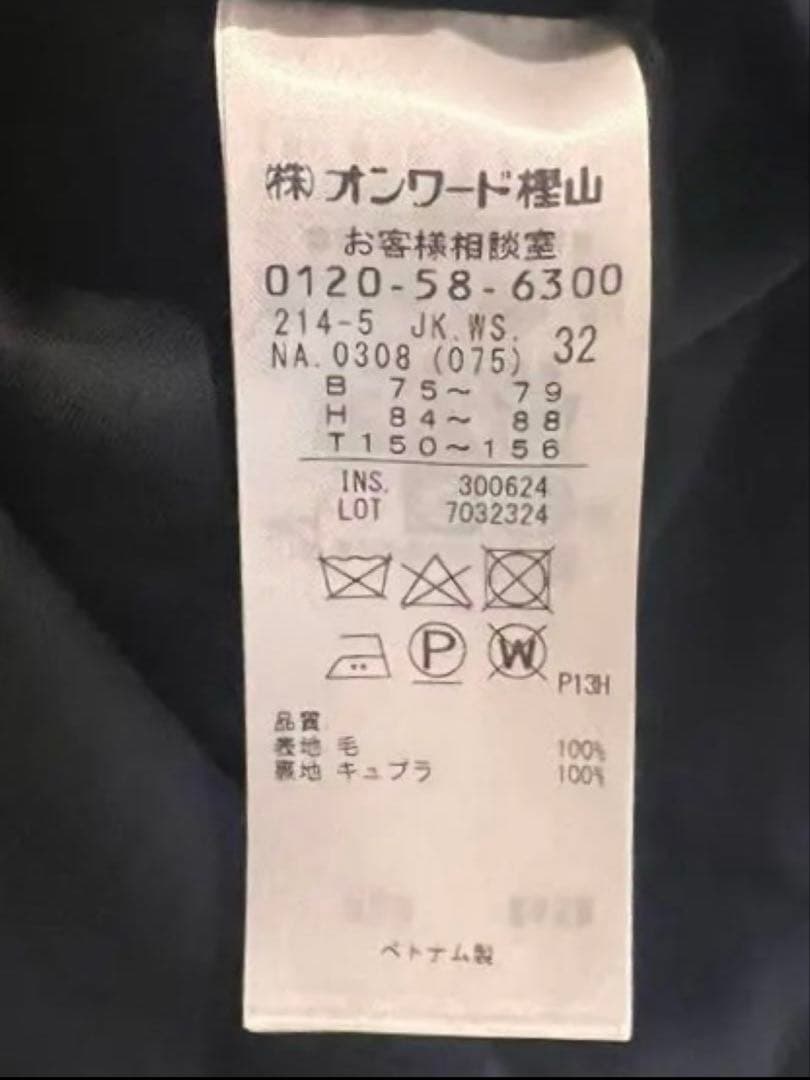 (株)オンワード樫山
お客様相談室
0120-58-6300
214-5 JK.WS. 32
NA.0308 (075)
B 75～ 79
H 84～ 88
T150～156
INS. 300624
LOT 7032324
P
W
P13H
品質
表地 毛 100%
裏地 キュプラ 100%
ベトナム製